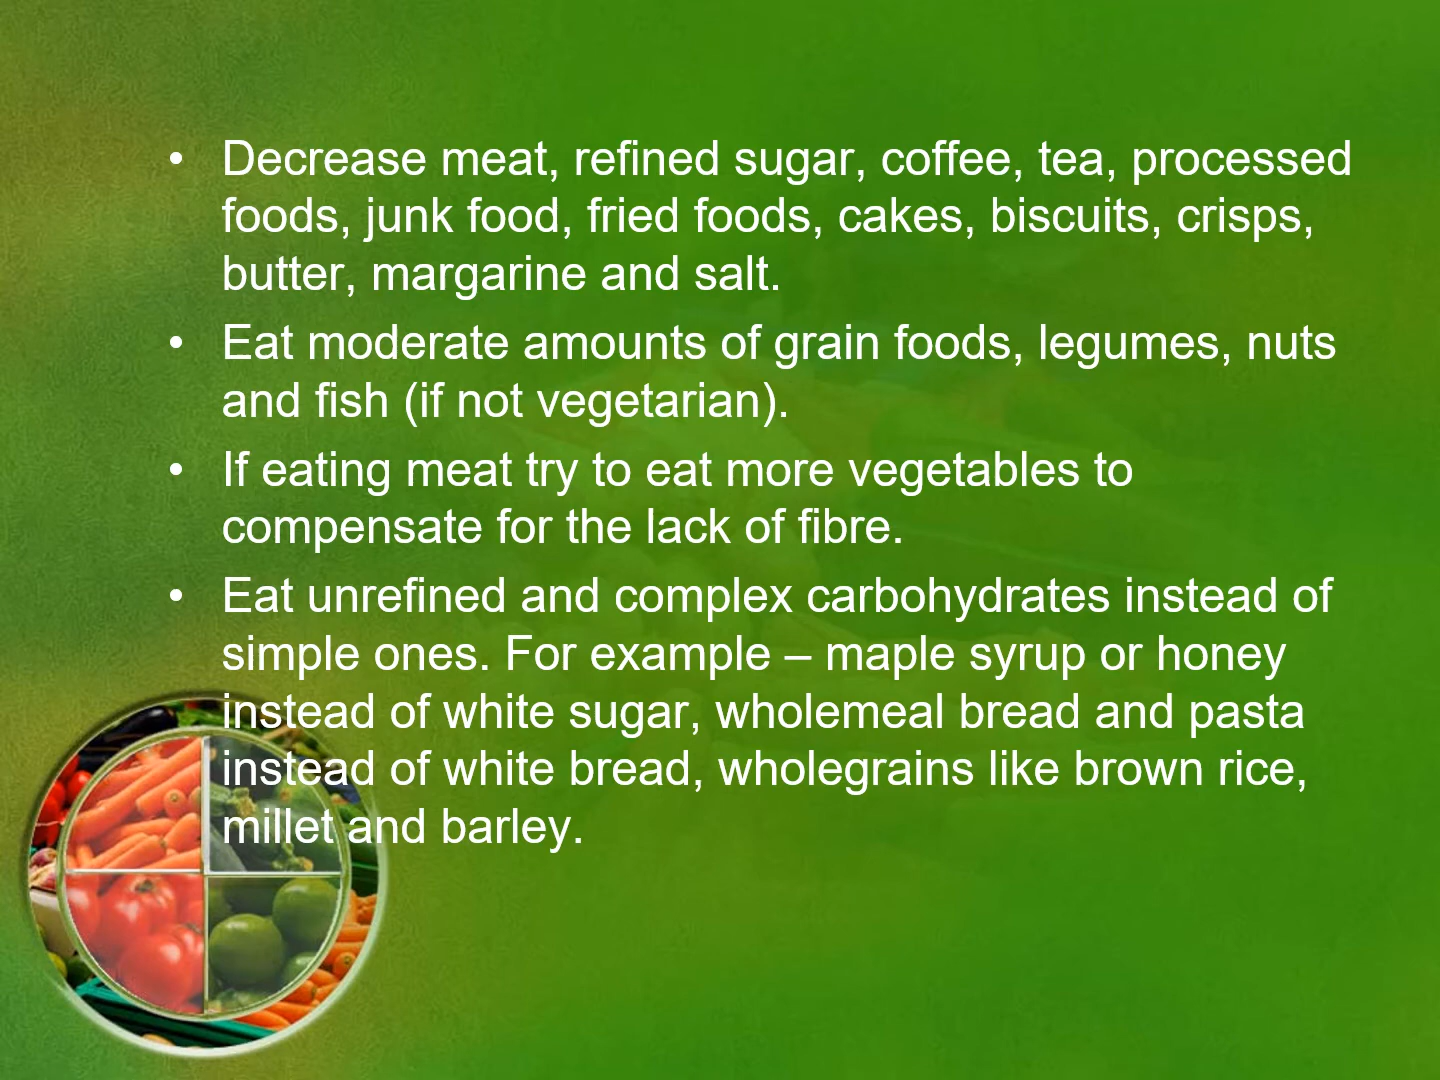 • Decrease meat, refined sugar, coffee, tea, processed
foods, junk food, fried foods, cakes, biscuits, crisps,
butter, margarine and salt.
• Eat moderate amounts of grain foods, legumes, nuts
and fish (if not vegetarian).
• If eating meat try to eat more vegetables to
compensate for the lack of fibre.
• Eat unrefined and complex carbohydrates instead of
simple ones. For example – maple syrup or honey
instead of white sugar, wholemeal bread and pasta
instead of white bread, wholegrains like brown rice,
millet and barley.